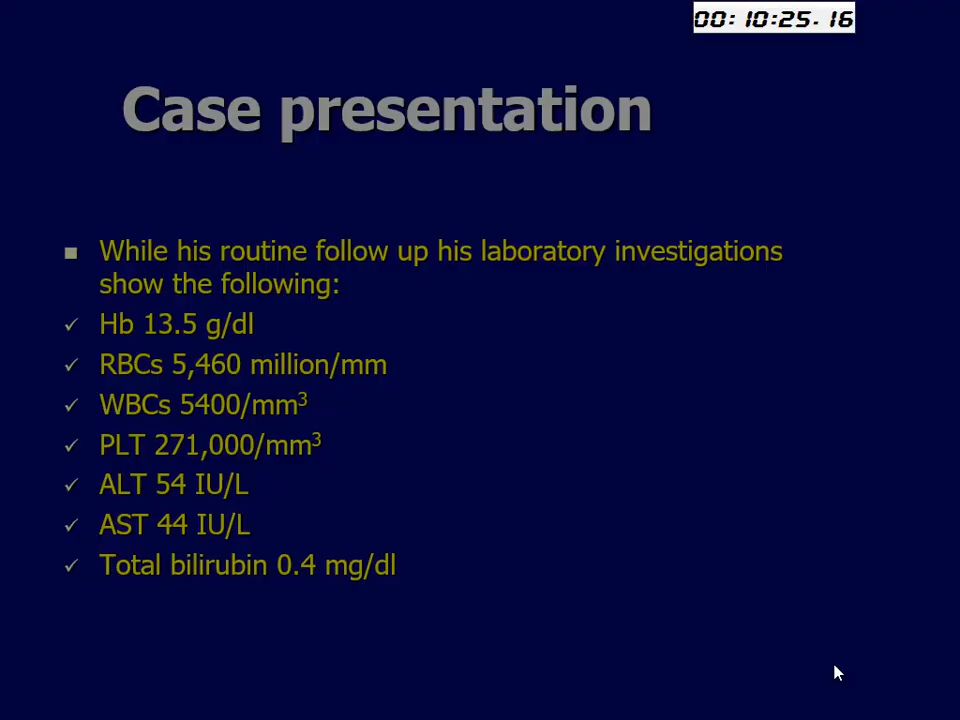 00:10:25.16
Case presentation
While his routine follow up his laboratory investigations
show the following:
Hb 13.5 g/dl
RBCs 5,460 million/mm
WBCs 5400/mm³
PLT 271,000/mm³
ALT 54 IU/L
AST 44 IU/L
Total bilirubin 0.4 mg/dl